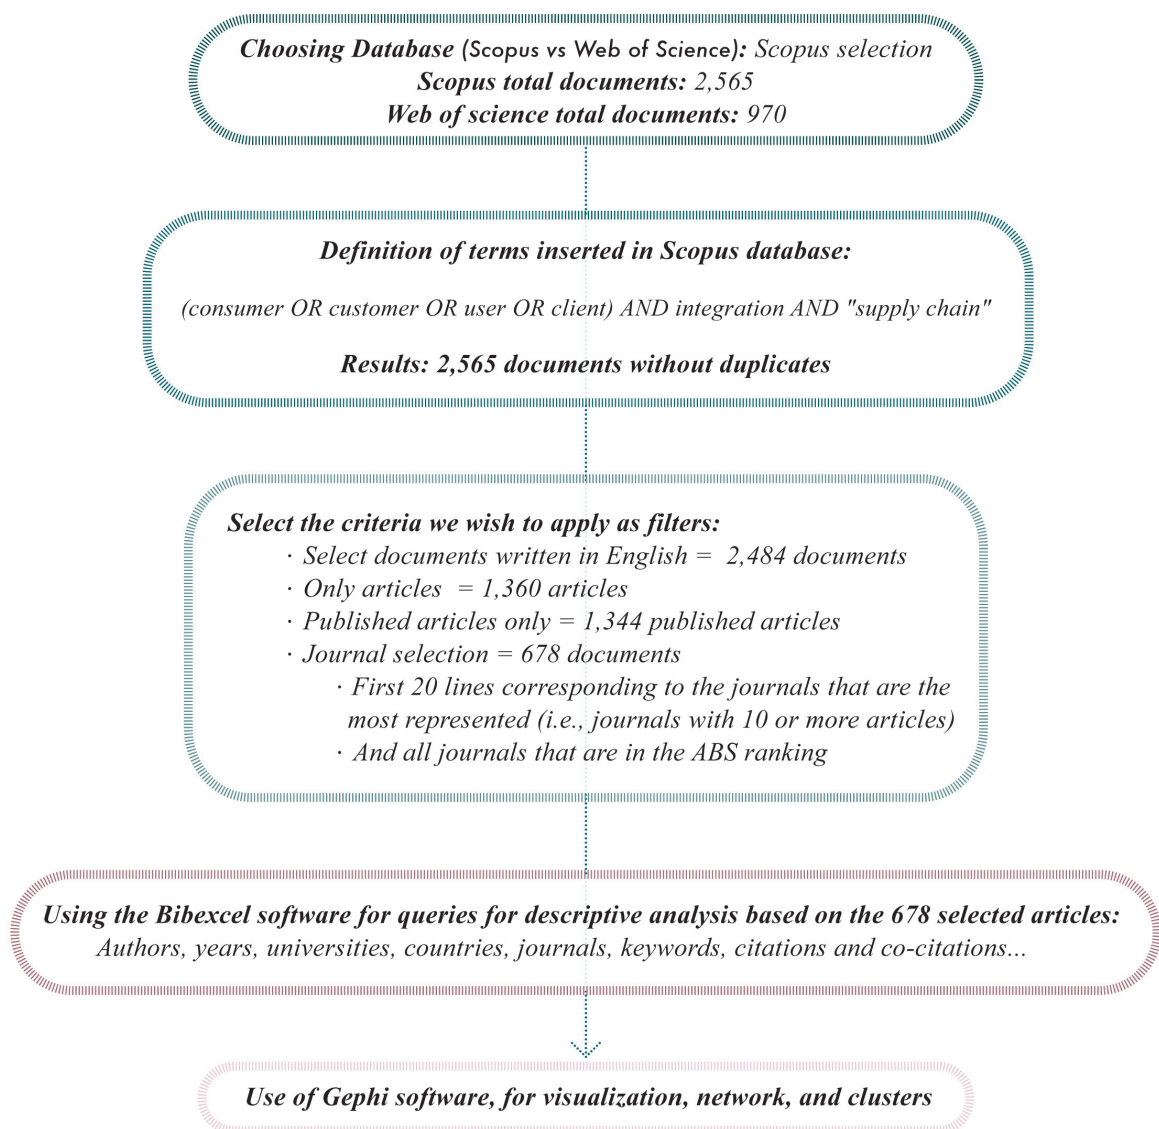 Choosing Database (Scopus vs Web of Science): Scopus selection
Scopus total documents: 2,565
Web of science total documents: 970
Definition of terms inserted in Scopus database:
(consumer OR customer OR user OR client) AND integration AND "supply chain"
Results: 2,565 documents without duplicates
Select the criteria we wish to apply as filters:
· Select documents written in English = 2,484 documents
· Only articles = 1,360 articles
· Published articles only = 1,344 published articles
· Journal selection = 678 documents
· First 20 lines corresponding to the journals that are the
most represented (i.e., journals with 10 or more articles)
· And all journals that are in the ABS ranking
Using the Bibexcel software for queries for descriptive analysis based on the 678 selected articles:
Authors, years, universities, countries, journals, keywords, citations and co-citations...
Use of Gephi software, for visualization, network, and clusters